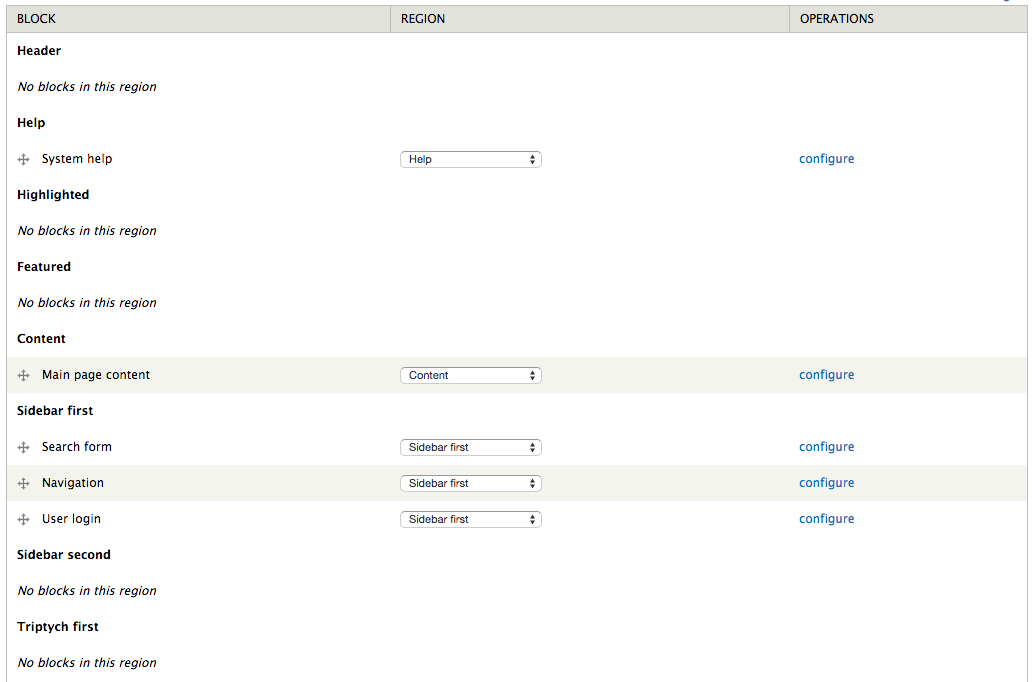 BLOCK REGION OPERATIONS
Header
No blocks in this region
Help
System help Help configure
Highlighted
No blocks in this region
Featured
No blocks in this region
Content
Main page content Content configure
Sidebar first
Search form Sidebar first configure
Navigation Sidebar first configure
User login Sidebar first configure
Sidebar second
No blocks in this region
Triptych first
No blocks in this region